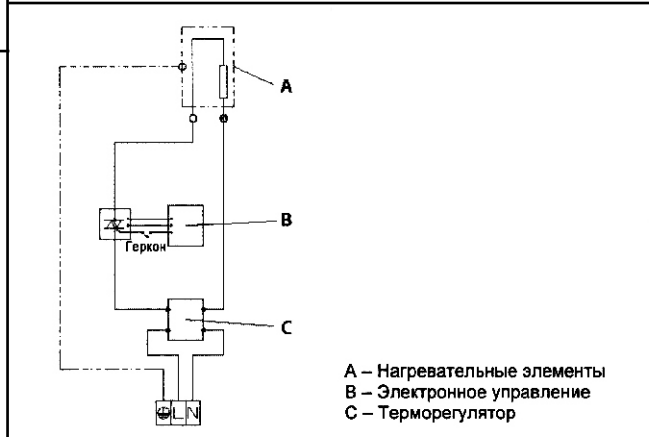 A
B
Геркон
C
L N
A – Нагревательные элементы
B – Электронное управление
C – Терморегулятор